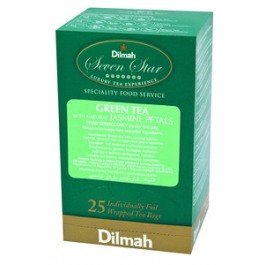 Dilmah
Seven Star
LUXURY TEA EXPERIENCE
SPECIALITY FOOD SERVICE
GREEN TEA
JASMINE PETALS
25 Individually Foil
Wrapped Tea Bags
Dilmah